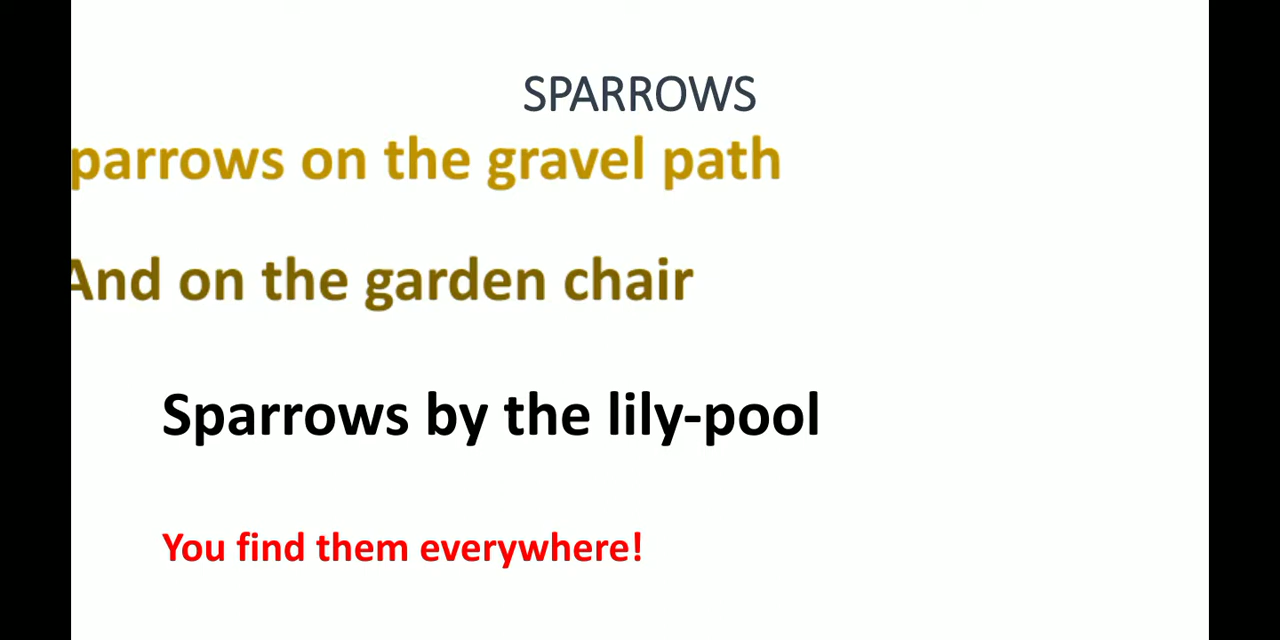 SPARROWS
parrows on the gravel path
And on the garden chair
Sparrows by the lily-pool
You find them everywhere!